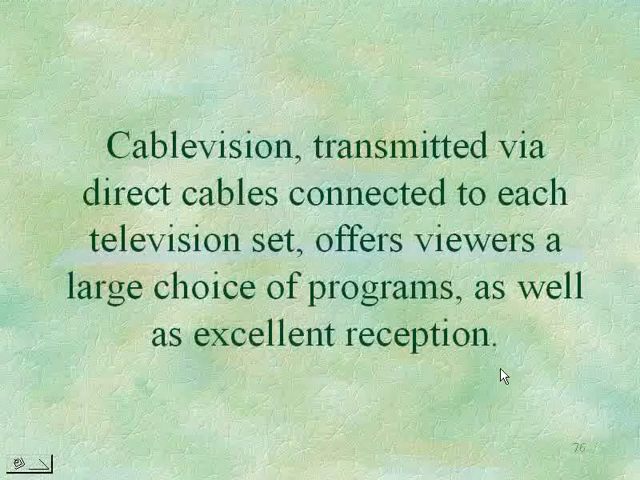 Cablevision, transmitted via
direct cables connected to each
television set, offers viewers a
large choice of programs, as well
as excellent reception.
76